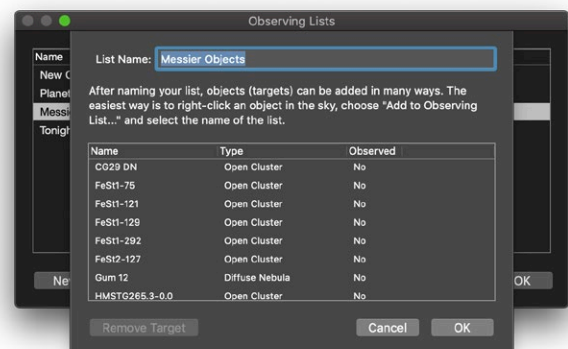 Observing Lists
Name
New
Planet
Messi
Tonigh
Ne
OK
List Name: Messier Objects
After naming your list, objects (targets) can be added in many ways. The
easiest way is to right-click an object in the sky, choose "Add to Observing
List..." and select the name of the list.
Name Type Observed
CG29 DN Open Cluster No
FeSt1-75 Open Cluster No
FeSt1-121 Open Cluster No
FeSt1-129 Open Cluster No
FeSt1-292 Open Cluster No
FeSt2-127 Open Cluster No
Gum 12 Diffuse Nebula No
HMSTG265.3-0.0 Open Cluster No
Remove Target Cancel OK